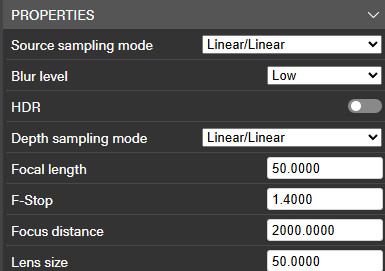 PROPERTIES
Source sampling mode Linear/Linear
Blur level Low
HDR
Depth sampling mode Linear/Linear
Focal length 50.0000
F-Stop 1.4000
Focus distance 2000.0000
Lens size 50.0000